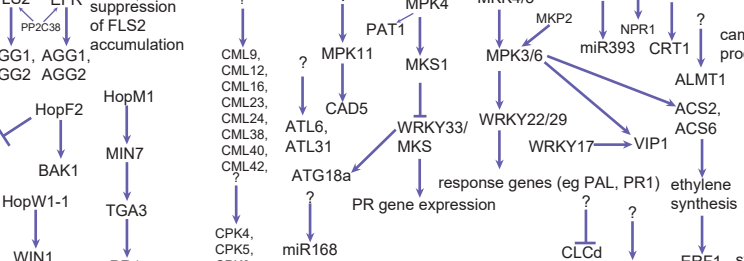 suppression
of FLS2
accumulation
PP2C38
AGG1,
AGG2
HopF2
BAK1
HopW1-1
WIN1
HopM1
MIN7
TGA3
?
CML9,
CML12,
CML16,
CML23,
CML24,
CML38,
CML40,
CML42,
?
CPK4,
CPK5,
?
ATL6,
ATL31
MPK11
CAD5
MPK4
PAT1
MKS1
WRKY33/
MKS
ATG18a
PR gene expression
?
miR168
MKP2
MPK3/6
WRKY22/29
WRKY17
VIP1
response genes (eg PAL, PR1)
?
CLCd
?
miR393
NPR1
CRT1
?
ALMT1
ACS2,
ACS6
ethylene
synthesis
ERF1